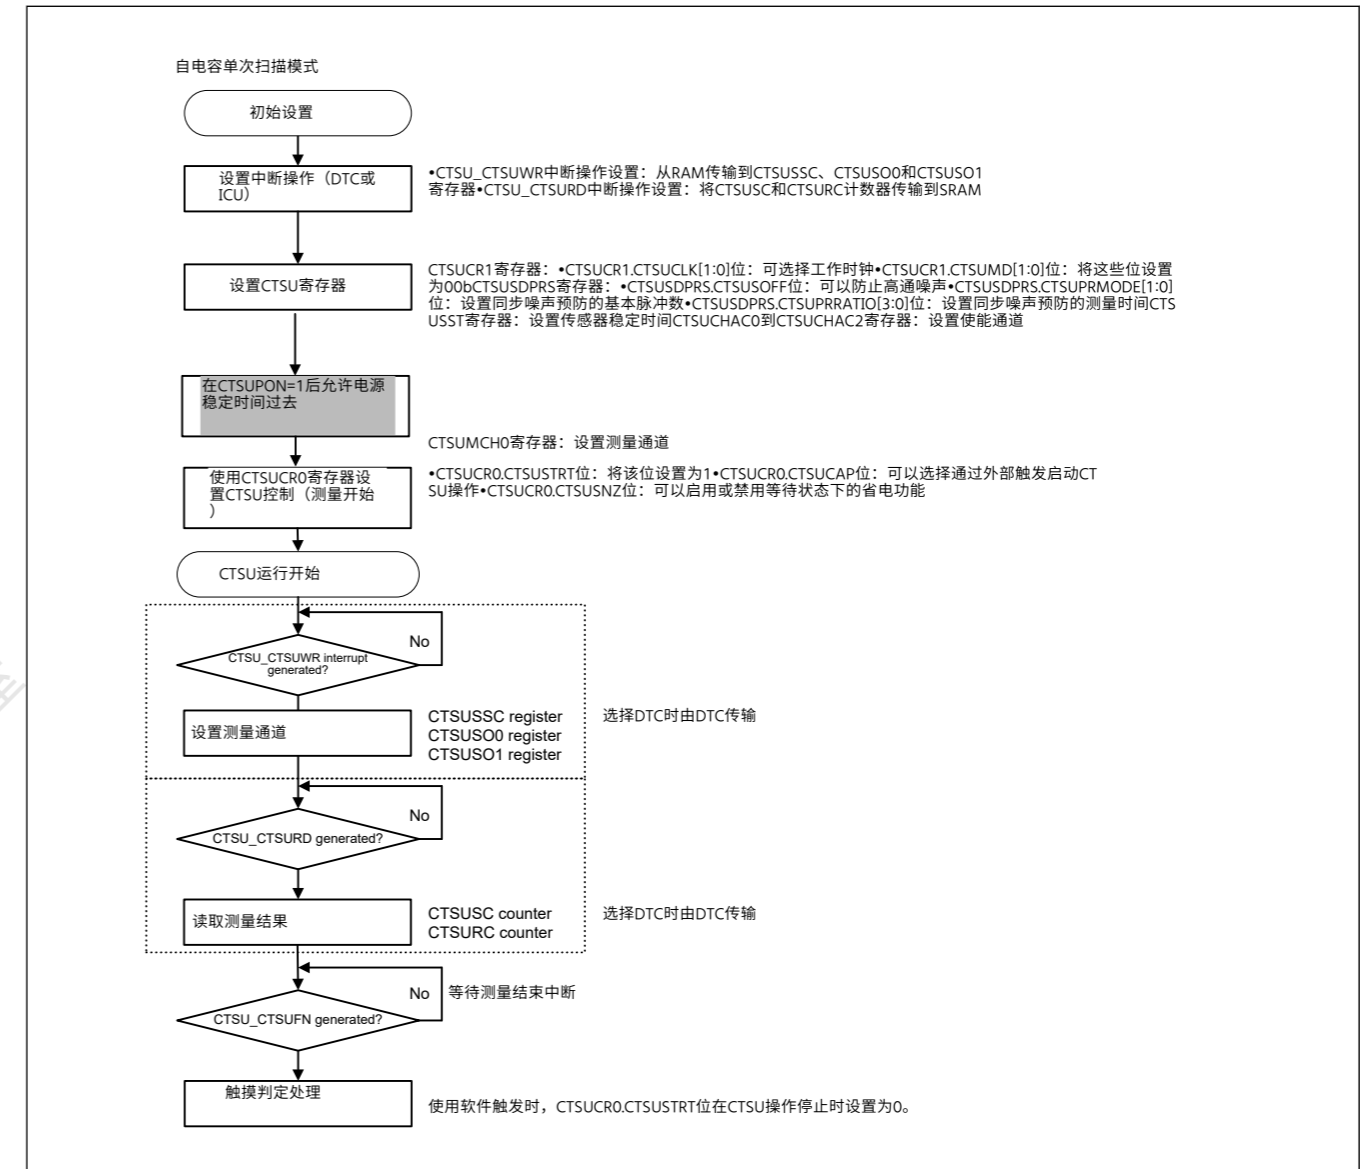 自电容单次扫描模式
初始设置
设置中断操作（DTC或
ICU）
•CTSU_CTSUWR中断操作设置：从RAM传输到CTSUSSC、CTSUSO0和CTSUSO1
寄存器•CTSU_CTSURD中断操作设置：将CTSUSC和CTSURC计数器传输到SRAM
设置CTSU寄存器
CTSUCR1寄存器：•CTSUCR1.CTSUCLK[1:0]位：可选择工作时钟•CTSUCR1.CTSUMD[1:0]位：将这些位设置
为00bCTSUSDPRS寄存器：•CTSUSDPRS.CTSUSOFF位：可以防止高通噪声•CTSUSDPRS.CTSUPRMODE[1:0]
位：设置同步噪声预防的基本脉冲数•CTSUSDPRS.CTSUPRRATIO[3:0]位：设置同步噪声预防的测量时间CTS
USST寄存器：设置传感器稳定时间CTSUCHAC0到CTSUCHAC2寄存器：设置使能通道
在CTSUPON=1后允许电源
稳定时间过去
CTSUMCH0寄存器：设置测量通道
使用CTSUCR0寄存器设
置CTSU控制（测量开始
）
•CTSUCR0.CTSUSTRT位：将该位设置为1•CTSUCR0.CTSUCAP位：可以选择通过外部触发启动CT
SU操作•CTSUCR0.CTSUSNZ位：可以启用或禁用等待状态下的省电功能
CTSU运行开始
No
CTSU_CTSUWR interrupt
generated?
设置测量通道
CTSUSSC register
CTSUSO0 register
CTSUSO1 register
选择DTC时由DTC传输
No
CTSU_CTSURD generated?
读取测量结果
CTSUSC counter
CTSURC counter
选择DTC时由DTC传输
No
等待测量结束中断
CTSU_CTSUFN generated?
触摸判定处理
使用软件触发时，CTSUCR0.CTSUSTRT位在CTSU操作停止时设置为0。